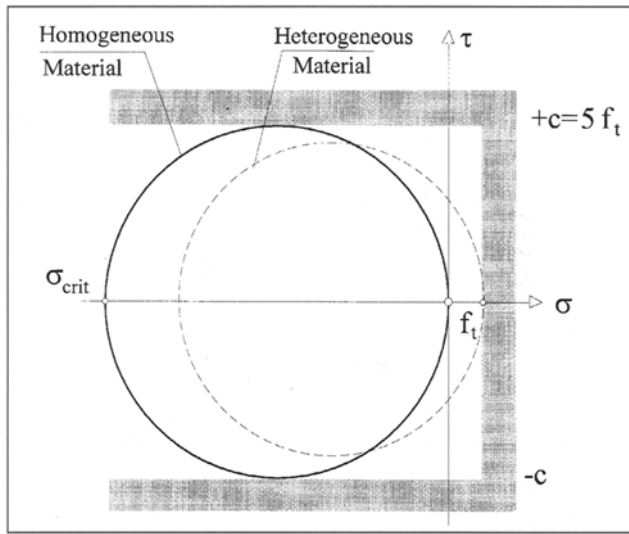 Homogeneous
Material
Heterogeneous
Material
τ
+c=5 f_t
σ_crit
f_t
σ
-c